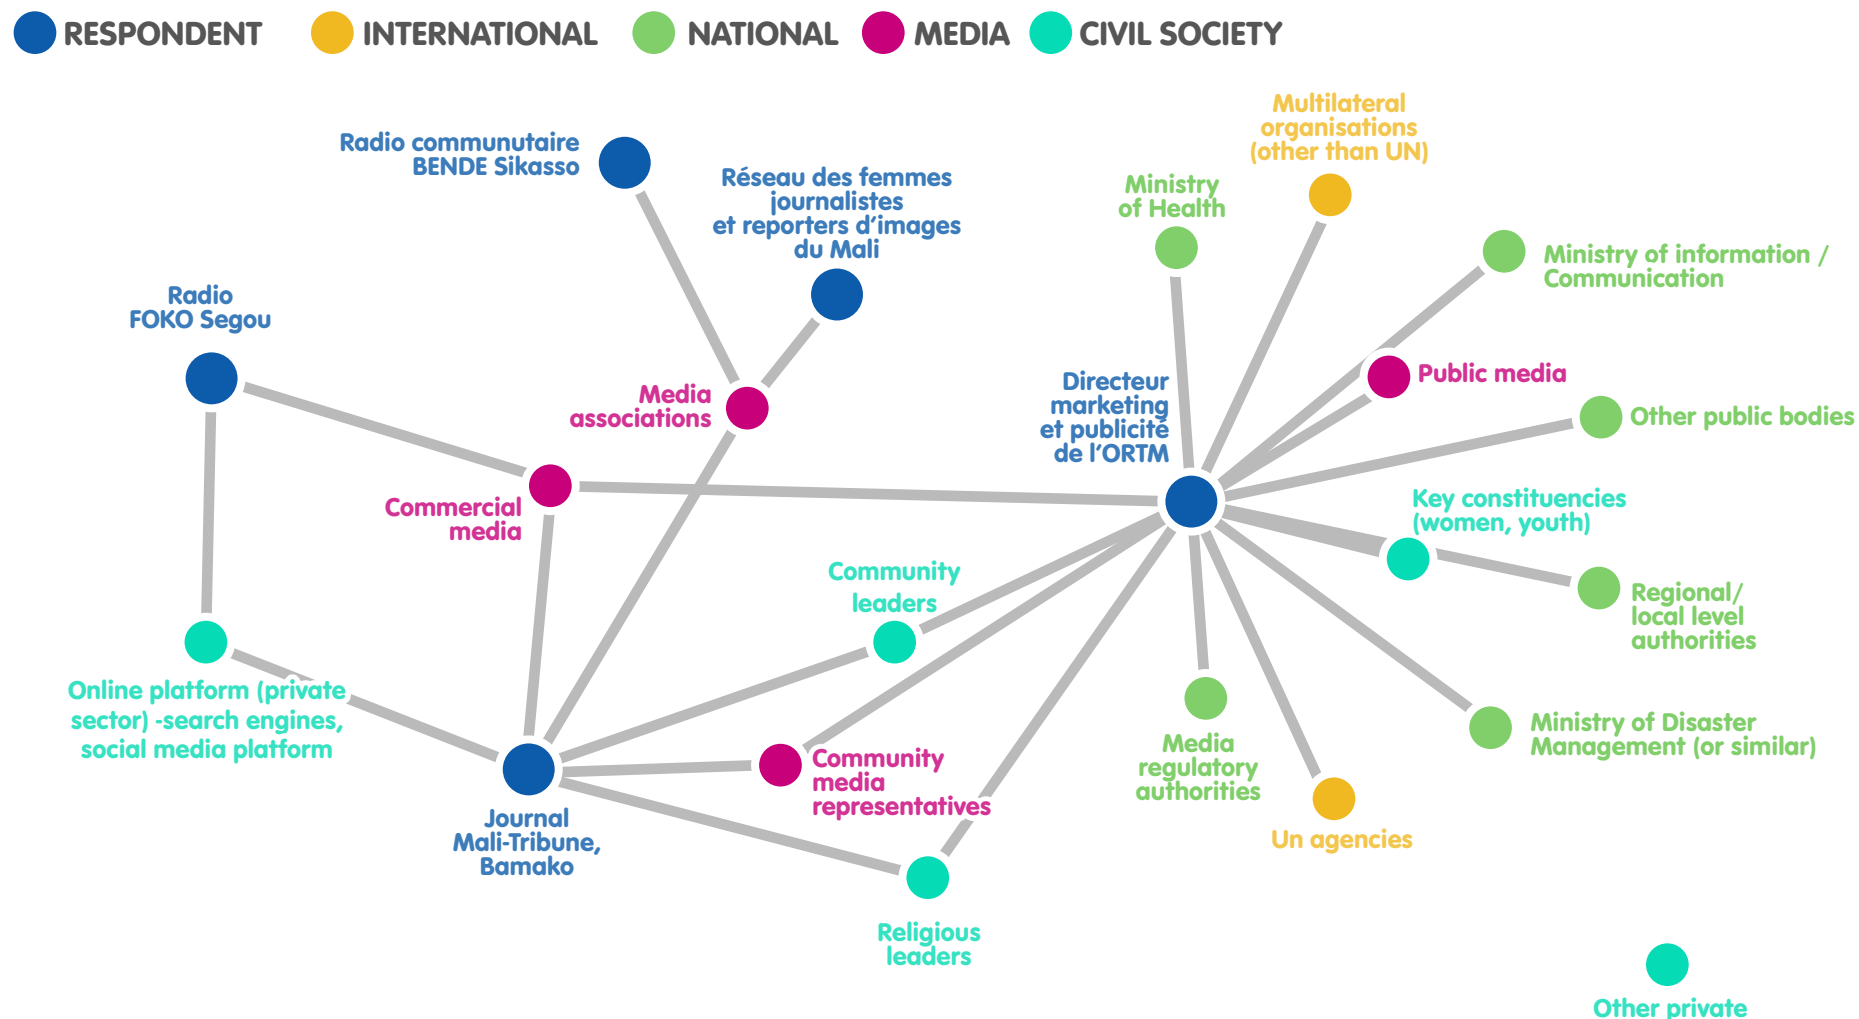 RESPONDENT
INTERNATIONAL
NATIONAL
MEDIA
CIVIL SOCIETY
Multilateral
organisations
(other than UN)
Radio communutaire
BENDE Sikasso
Réseau des femmes
journalistes
et reporters d'images
du Mali
Ministry
of Health
Ministry of information /
Communication
Radio
FOKO Segou
Media
associations
Directeur
marketing
et publicité
de l'ORTM
Public media
Other public bodies
Commercial
media
Key constituencies
(women, youth)
Community
leaders
Regional/
local level
authorities
Online platform (private
sector) -search engines,
social media platform
Community
media
representatives
Media
regulatory
authorities
Ministry of Disaster
Management (or similar)
Journal
Mali-Tribune,
Bamako
Un agencies
Religious
leaders
Other private